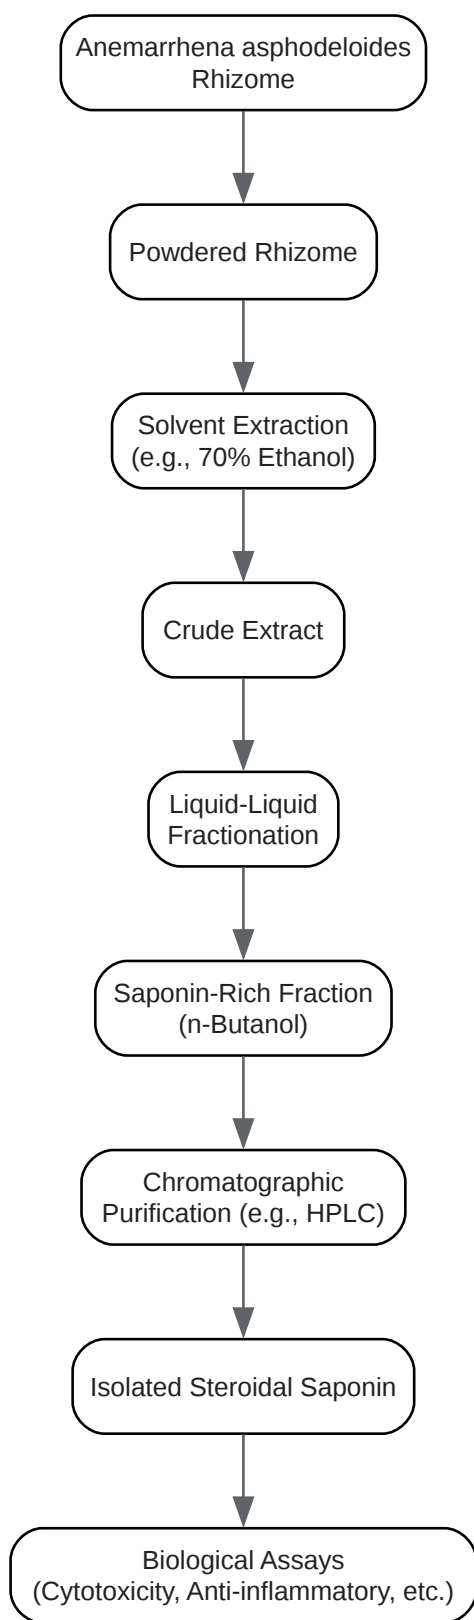 Anemarrhena asphodeloides
Rhizome
Powdered Rhizome
Solvent Extraction
(e.g., 70% Ethanol)
Crude Extract
Liquid-Liquid
Fractionation
Saponin-Rich Fraction
(n-Butanol)
Chromatographic
Purification (e.g., HPLC)
Isolated Steroidal Saponin
Biological Assays
(Cytotoxicity, Anti-inflammatory, etc.)